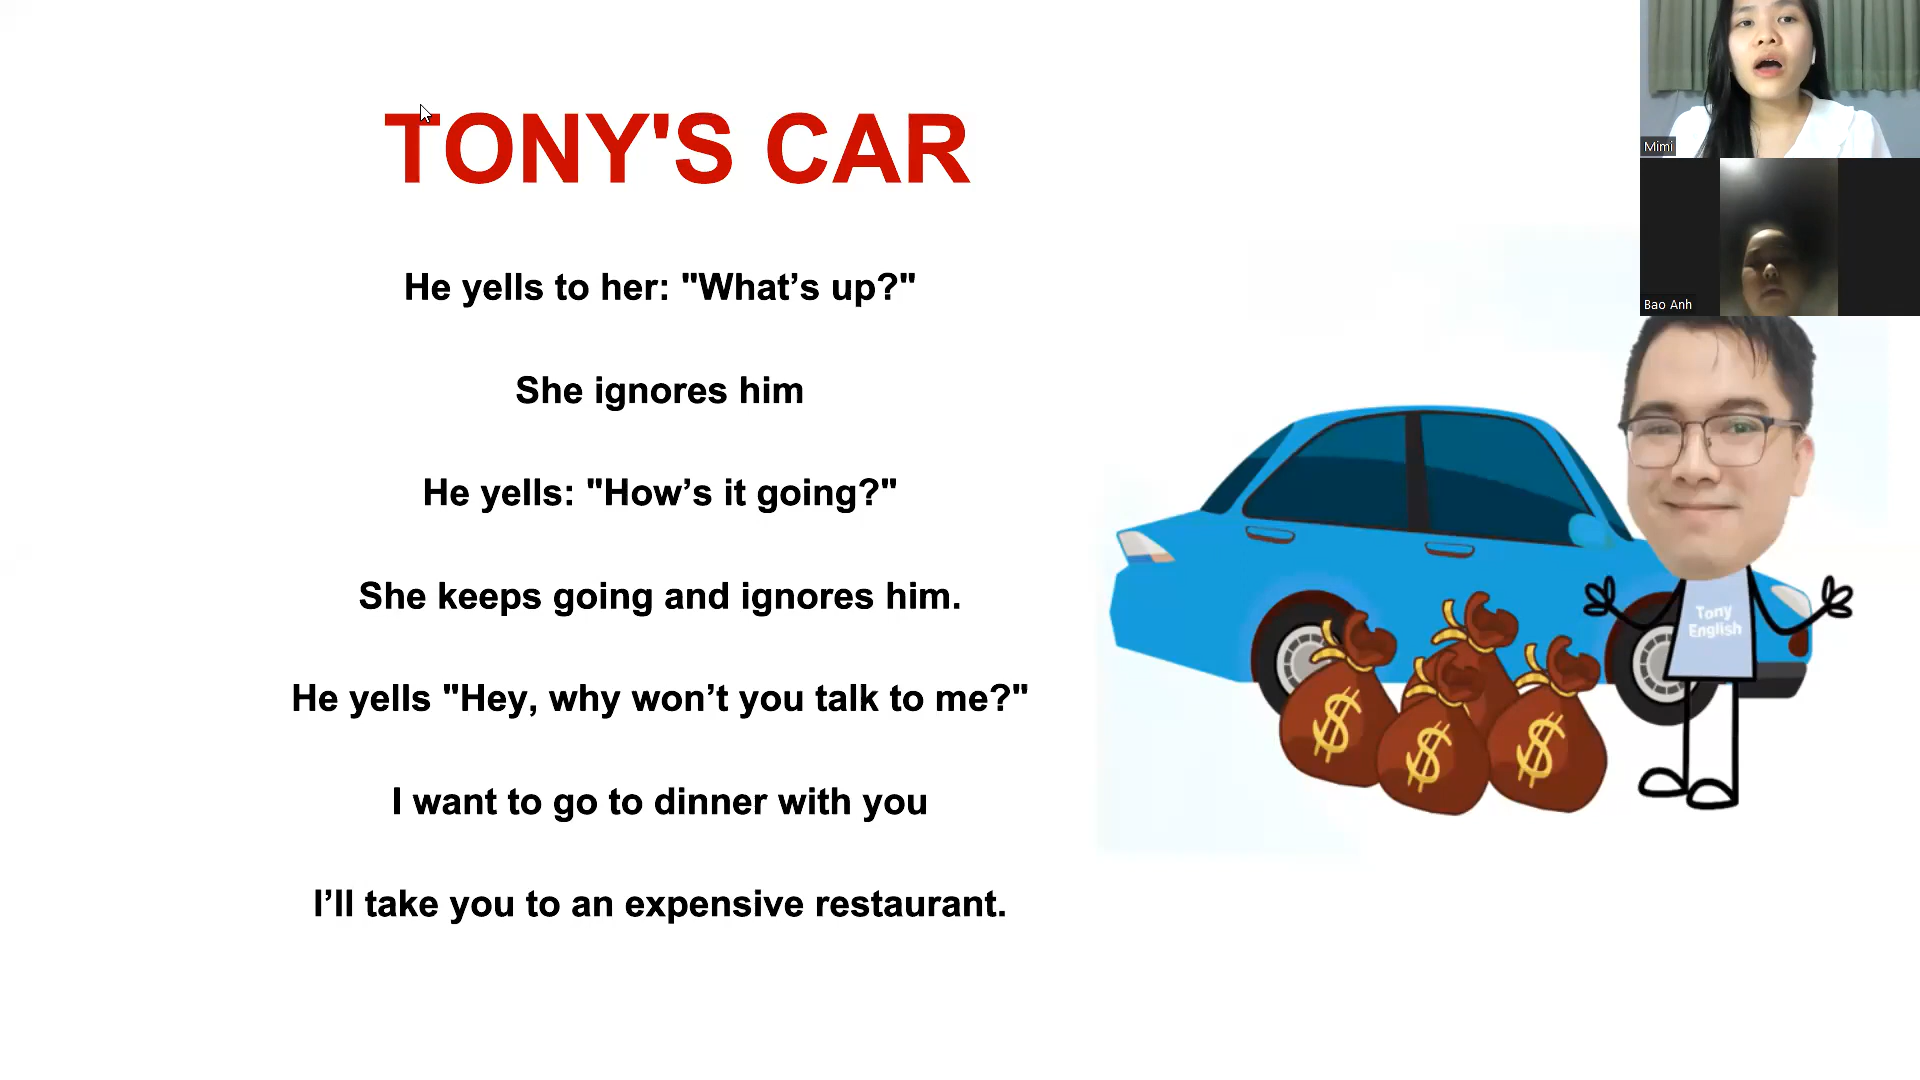 TONY'S CAR
He yells to her: "What’s up?"
She ignores him
He yells: "How’s it going?"
She keeps going and ignores him.
He yells "Hey, why won’t you talk to me?"
I want to go to dinner with you
I’ll take you to an expensive restaurant.
Mimi
Bao Anh
Tony
English
$
$
$